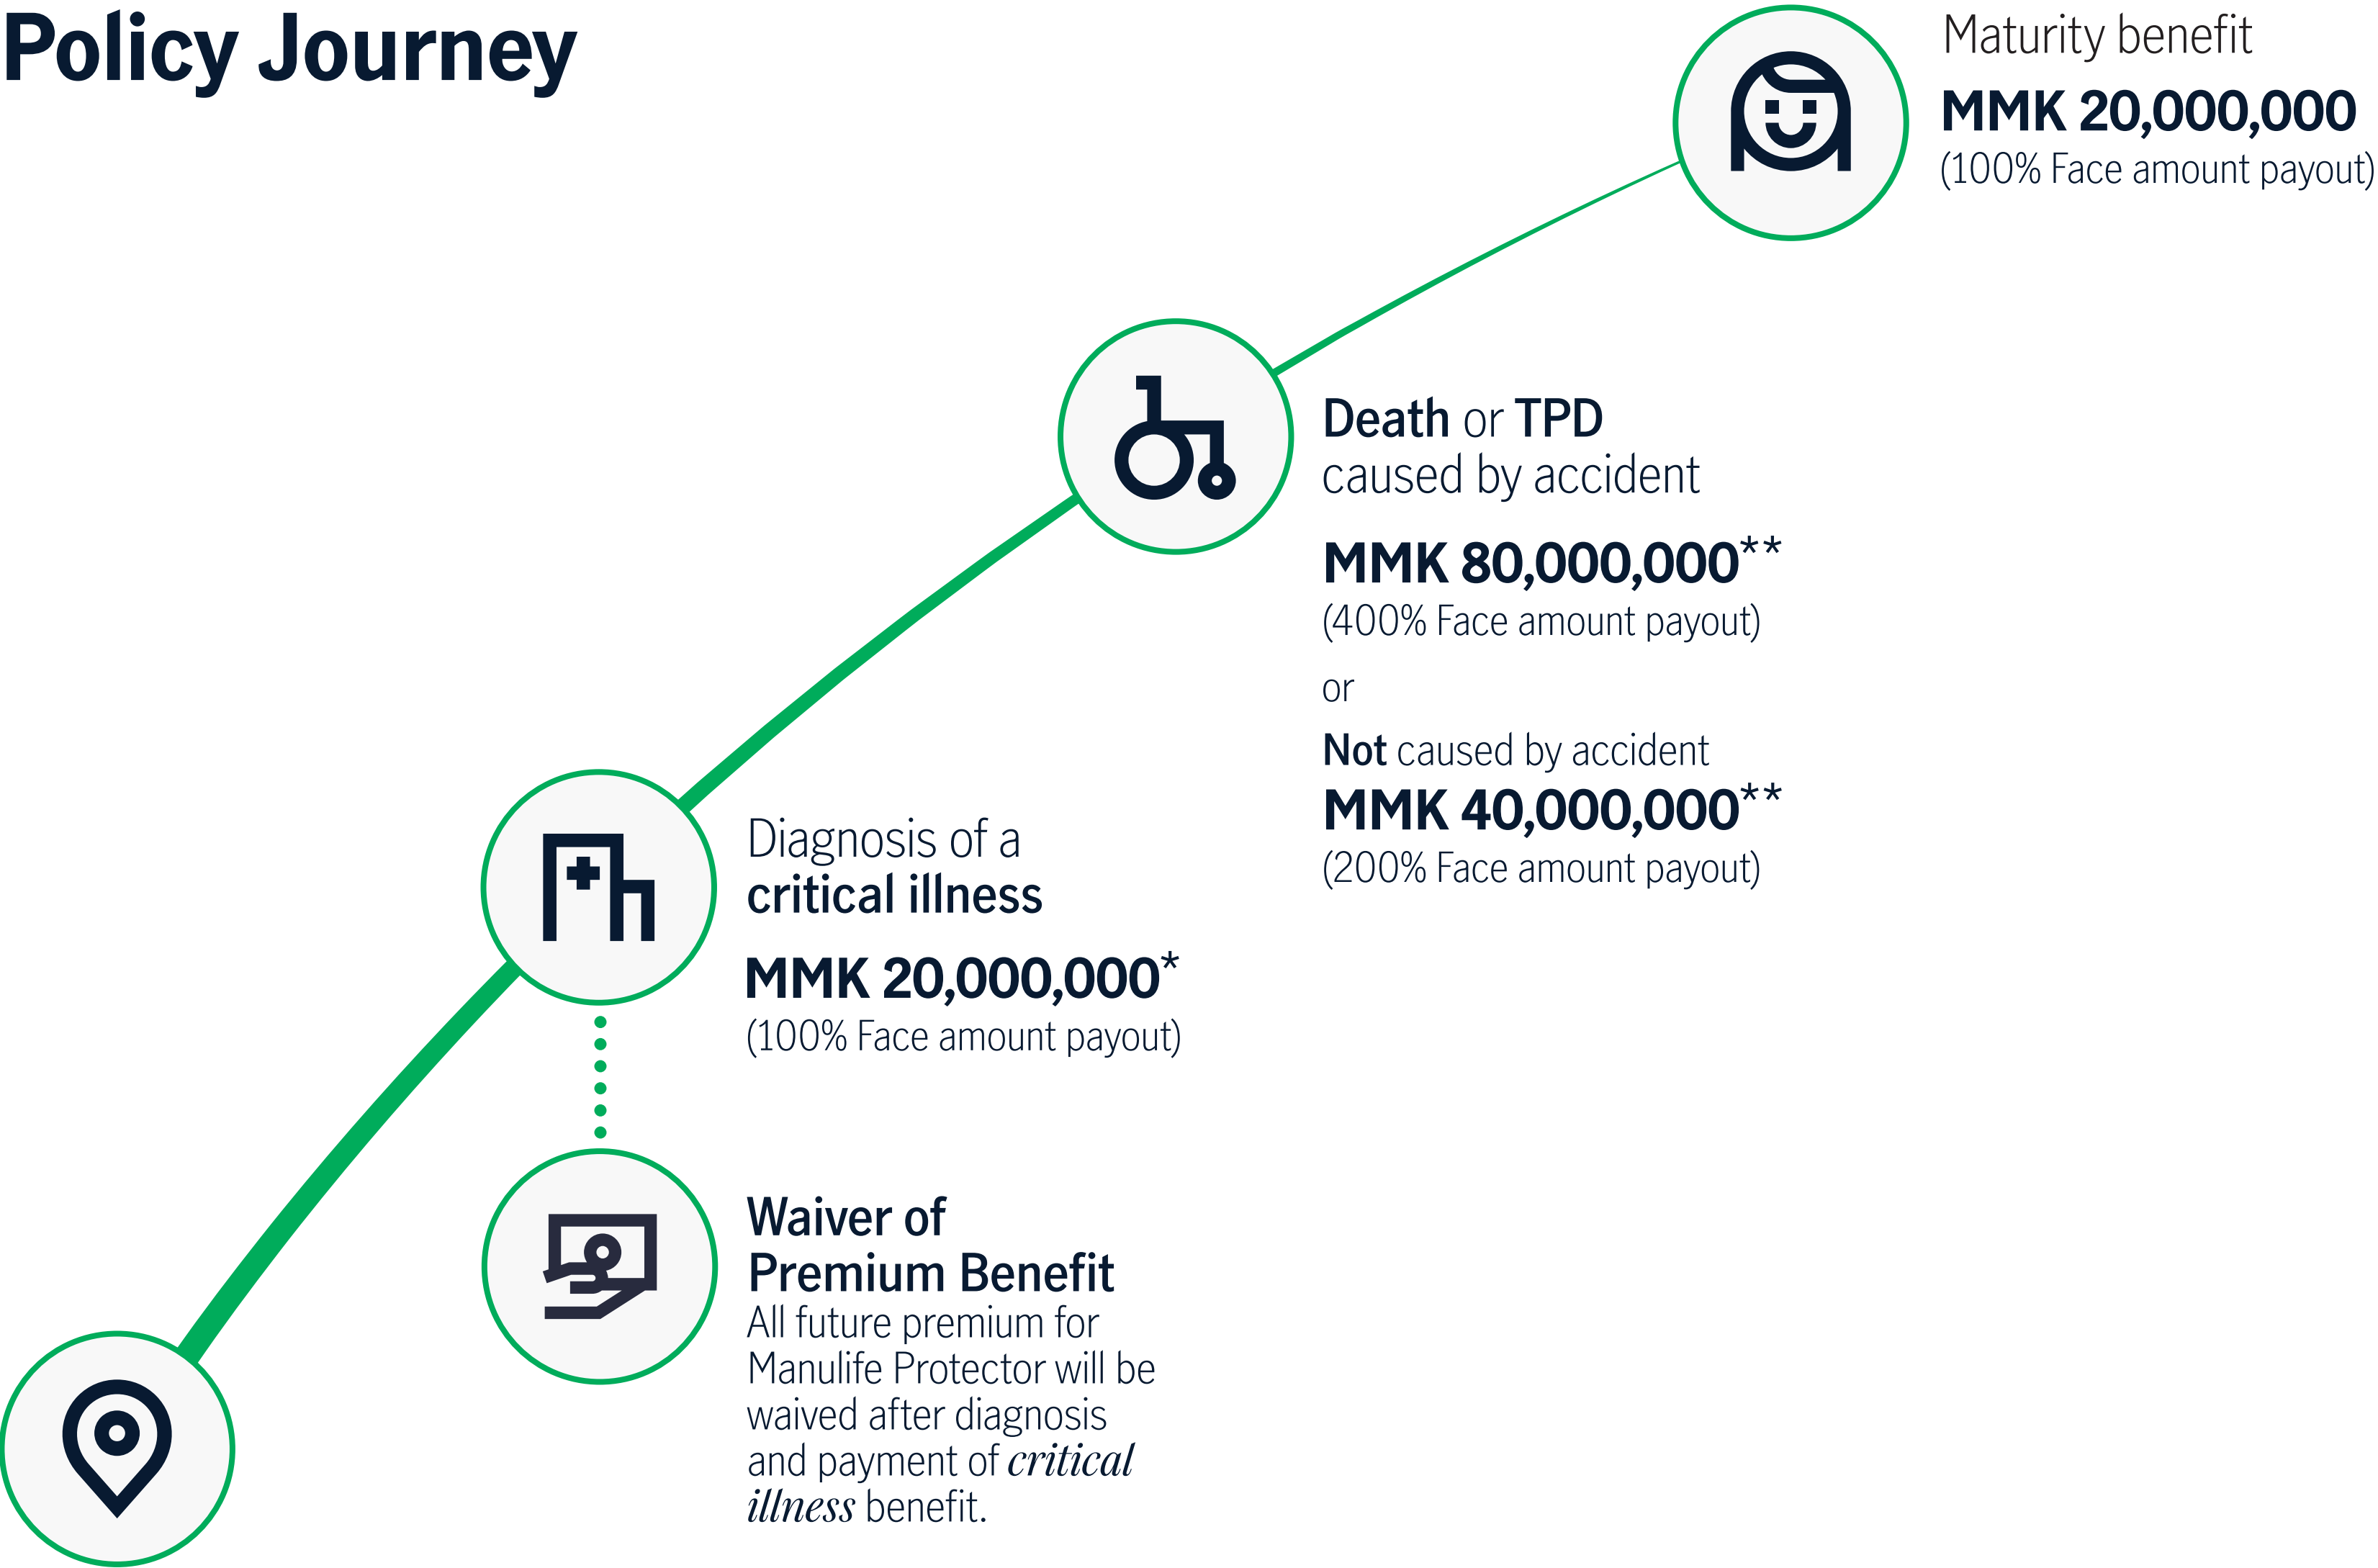 Policy Journey
Maturity benefit
MMK 20,000,000
(100% Face amount payout)
Death or TPD
caused by accident
MMK 80,000,000**
(400% Face amount payout)
or
Not caused by accident
MMK 40,000,000**
(200% Face amount payout)
Diagnosis of a
critical illness
MMK 20,000,000*
(100% Face amount payout)
Waiver of
Premium Benefit
All future premium for
Manulife Protector will be
waived after diagnosis
and payment of critical
illness benefit.